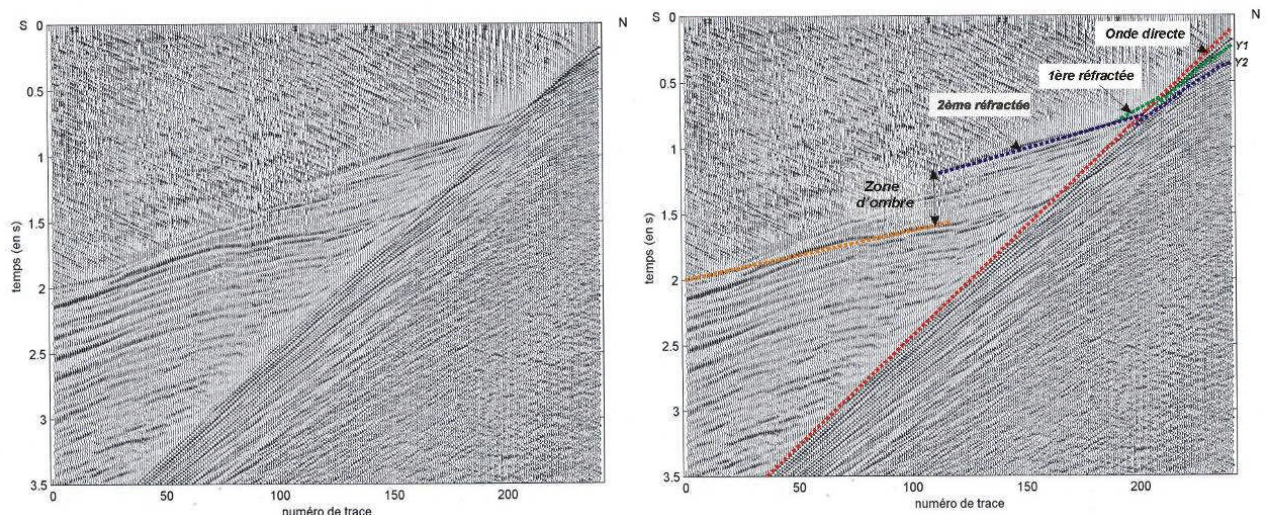 S
N
0
0.5
1
1.5
2
2.5
3
3.5
temps (en s)
0
50
100
150
200
numéro de trace
S
N
0
0.5
1
1.5
2
2.5
3
3.5
temps (en s)
Onde directe
Y1
Y2
1ère réfractée
2ème réfractée
Zone
d'ombre
0
50
100
150
200
numéro de trace